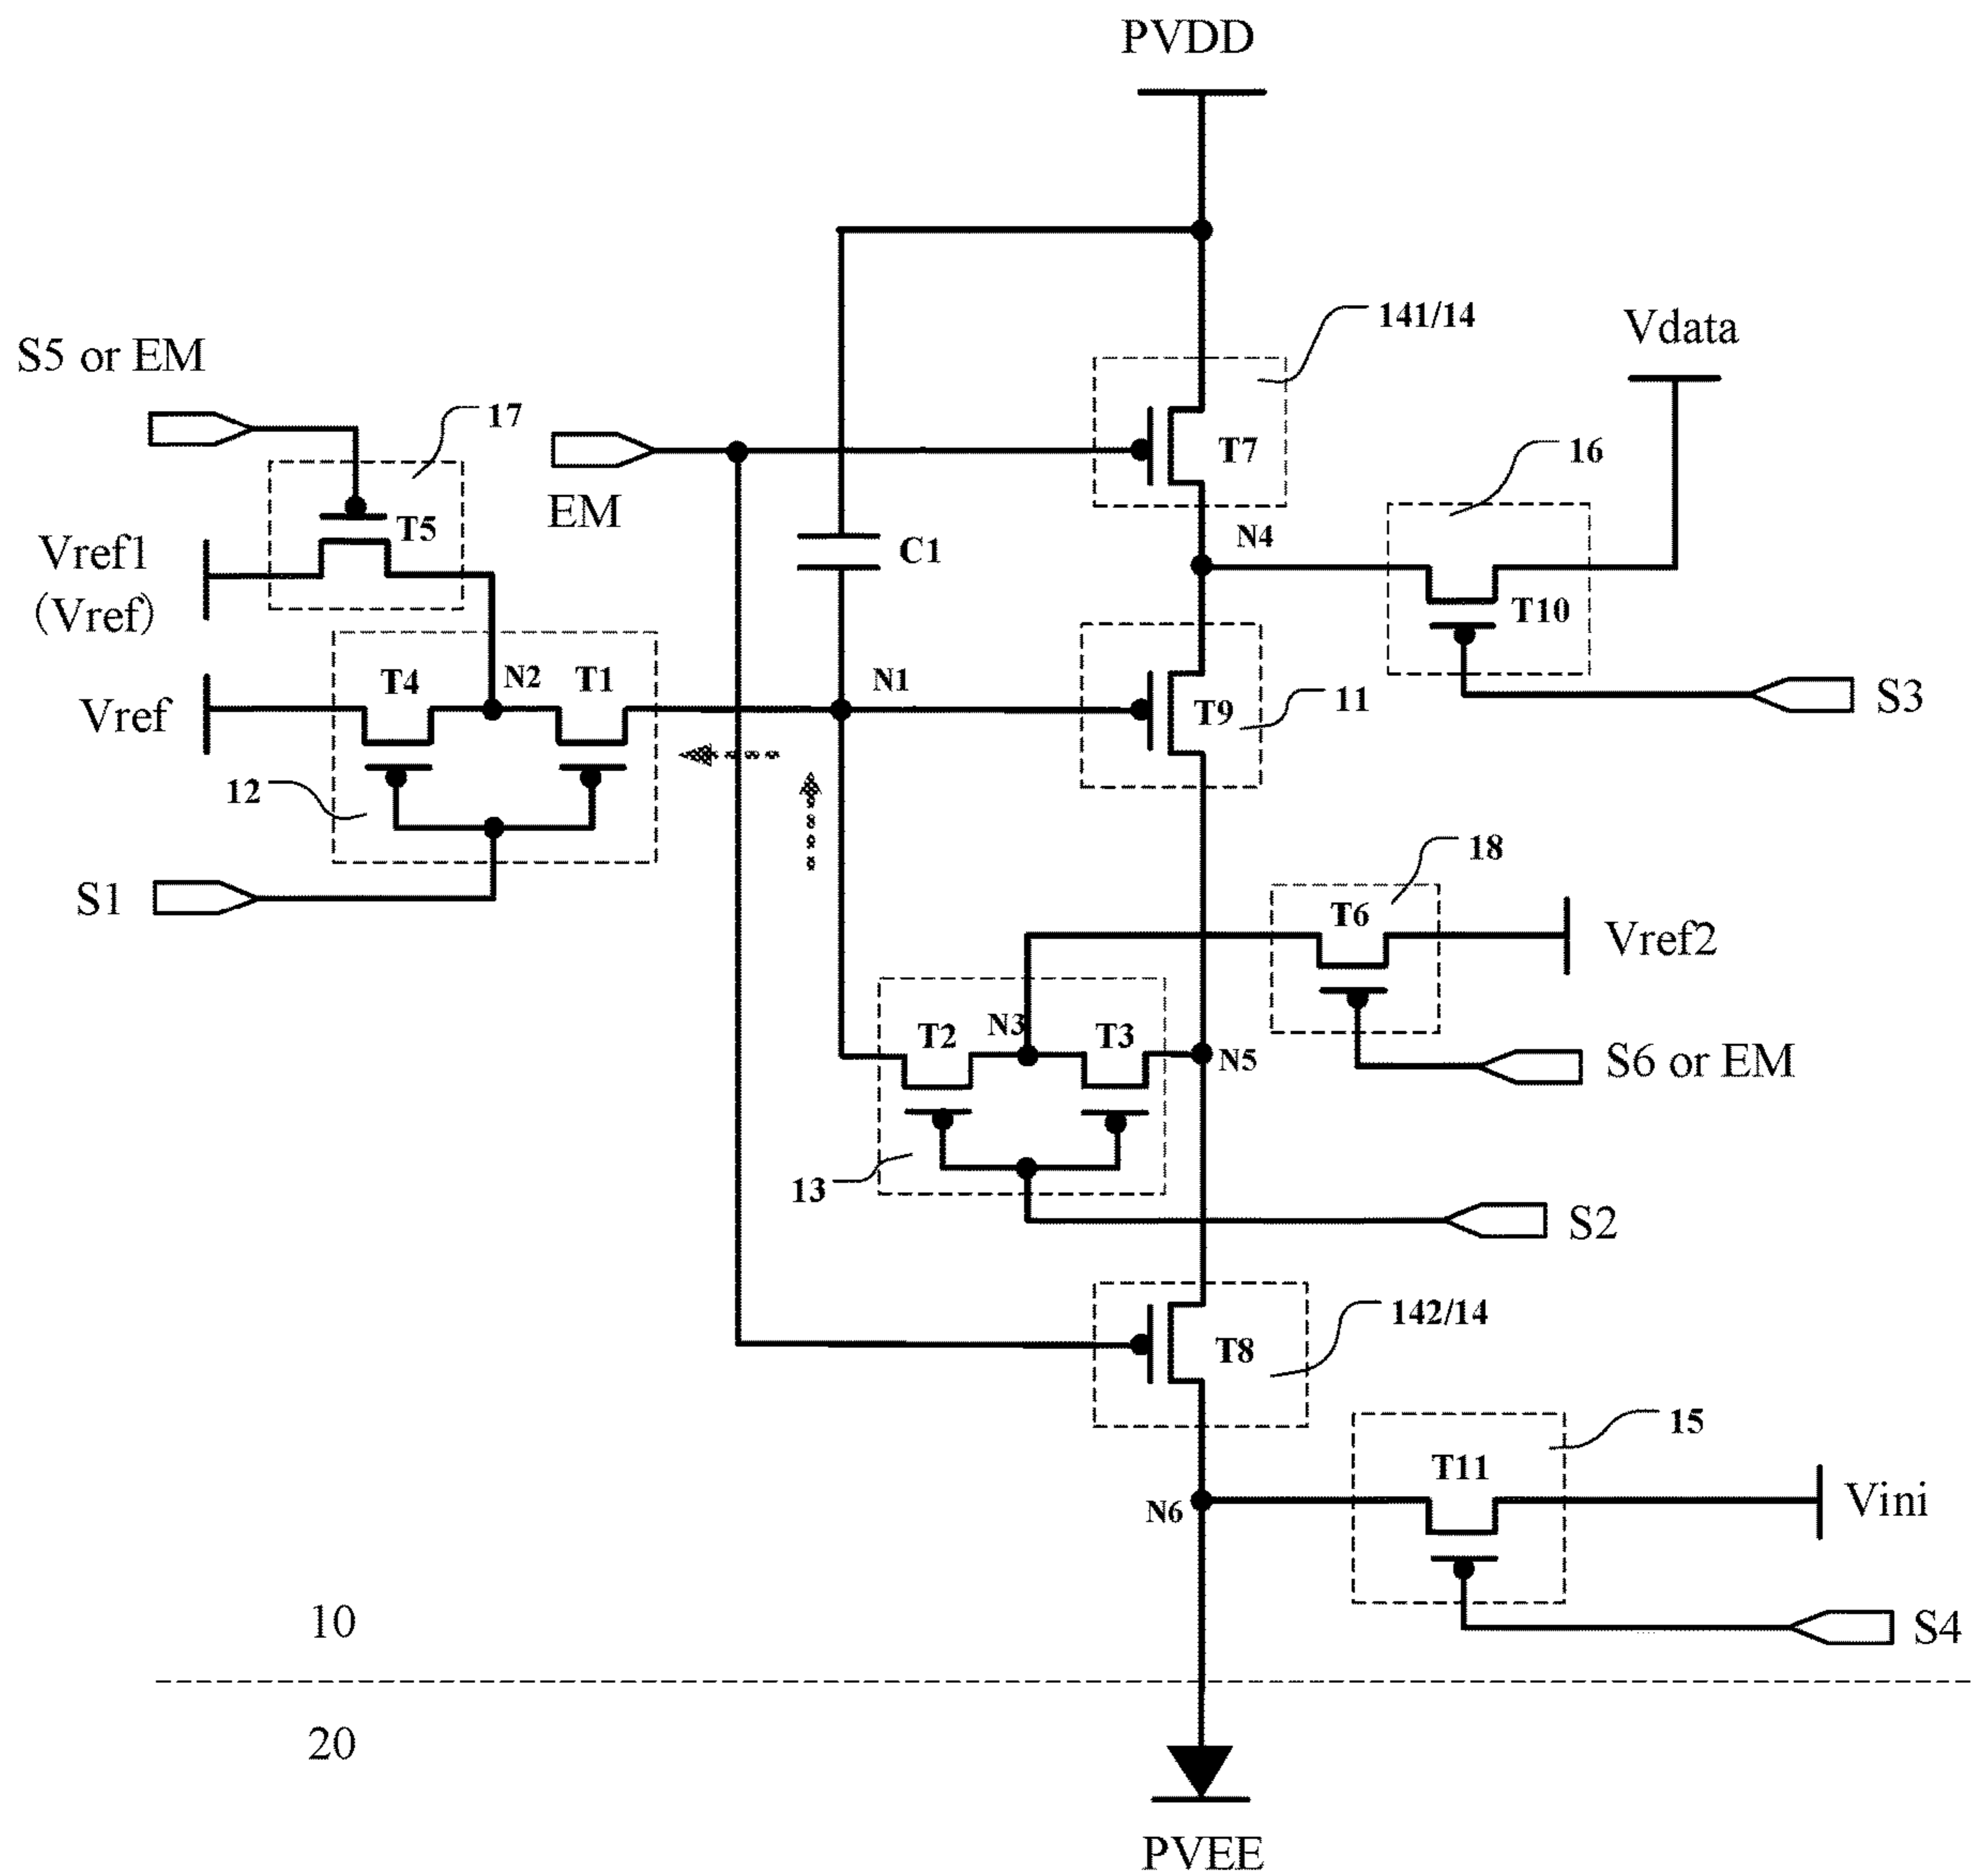 PVDD
141/14
Vdata
S5 or EM
17
T7
16
EM
T5
Vref1
(Vref)
C1
N4
T10
T4
N2
T1
N1
Vref
T9
11
S3
12
S1
18
T6
Vref2
T2
N3
T3
N5
S6 or EM
13
S2
142/14
T8
15
T11
Vini
N6
10
S4
20
PVEE